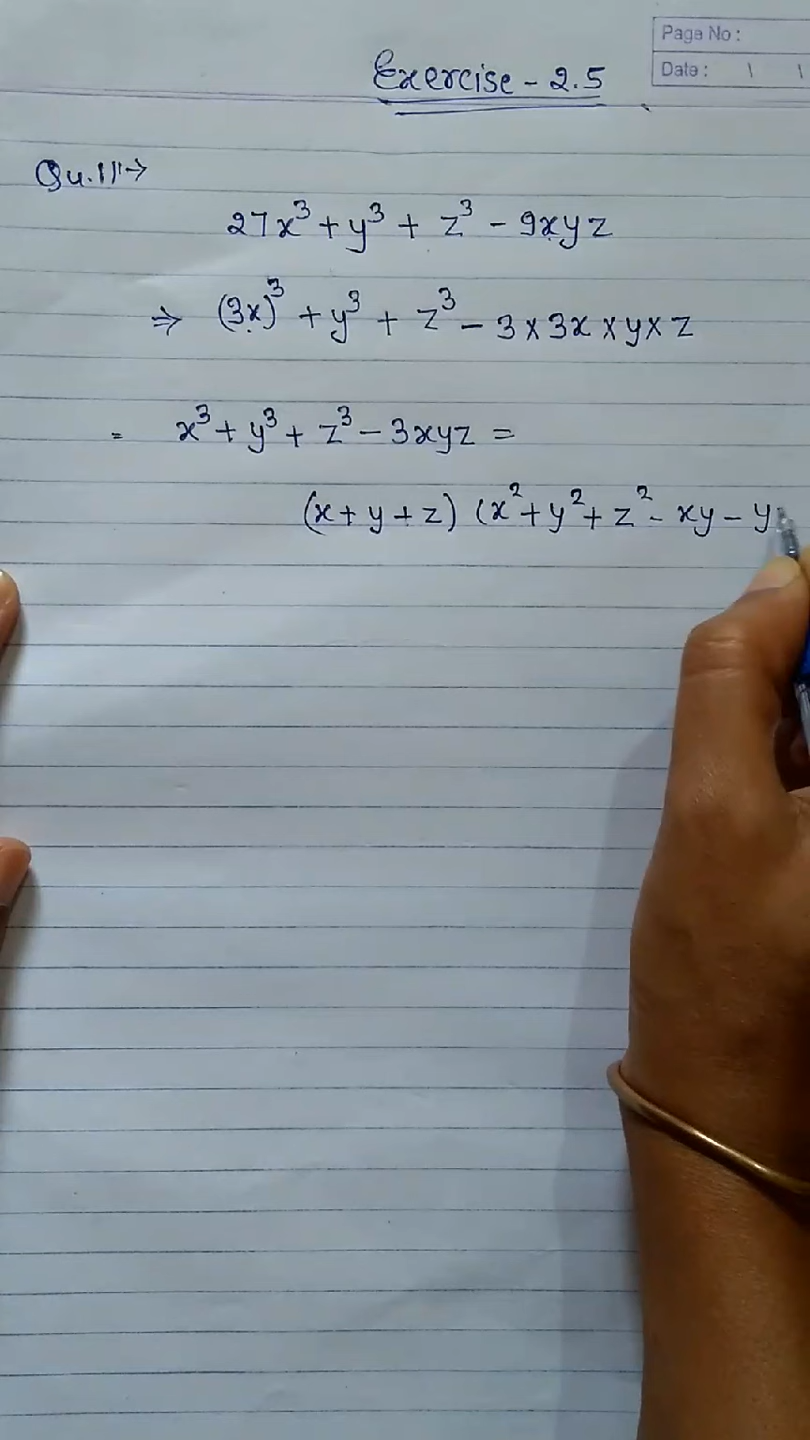 Page No :
Date : \ \
Exercise - 2.5
Qu.11:→
27x³ + y³ + z³ - 9xyz
⇒ (3x)³ + y³ + z³ - 3 × 3x × y × z
= x³ + y³ + z³ - 3xyz =
(x + y + z) (x² + y² + z² - xy - y